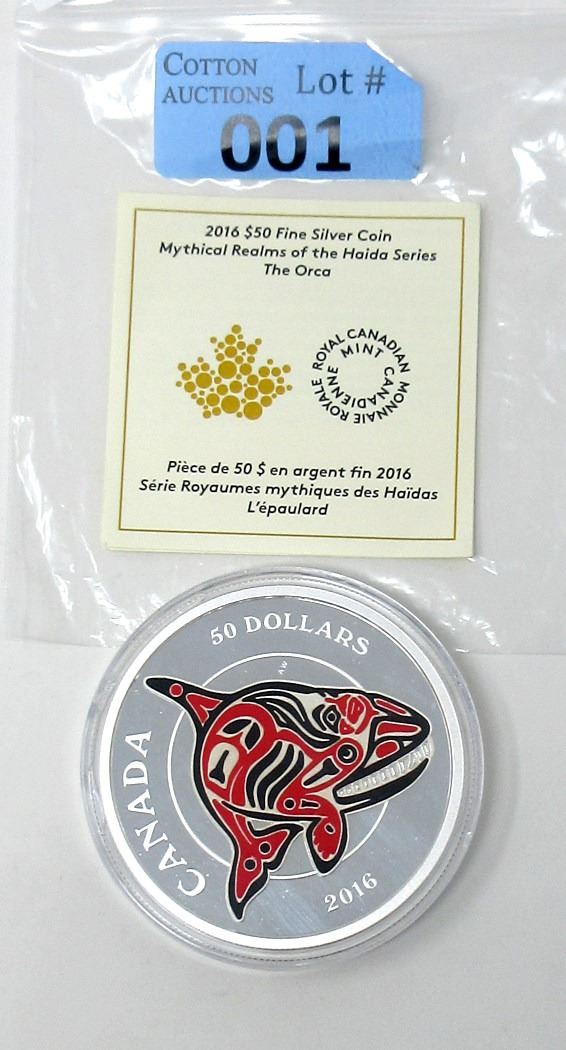 COTTON
AUCTIONS
Lot #
001
2016 $50 Fine Silver Coin
Mythical Realms of the Haida Series
The Orca
ROYAL CANADIAN MINT
MONNAIE ROYALE CANADIENNE
Pièce de 50 $ en argent fin 2016
Série Royaumes mythiques des Haïdas
L'épaulard
50 DOLLARS
AW
CANADA
2016